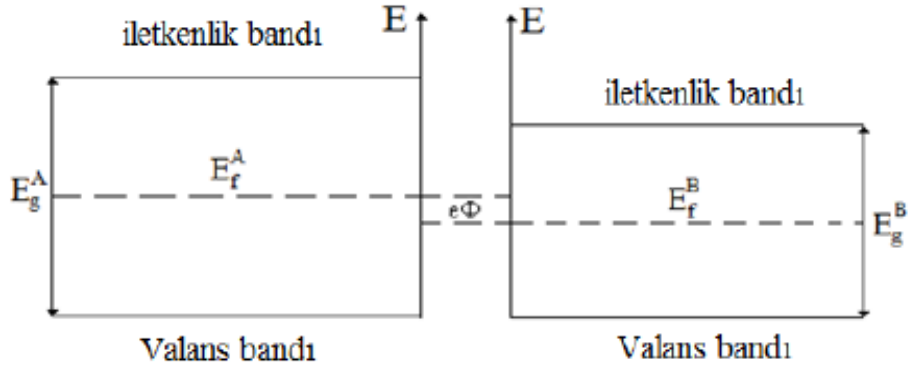 E E
iletkenlik bandı
iletkenlik bandı
E_f^A
E_g^A
eΦ
E_f^B
E_g^B
Valans bandı
Valans bandı